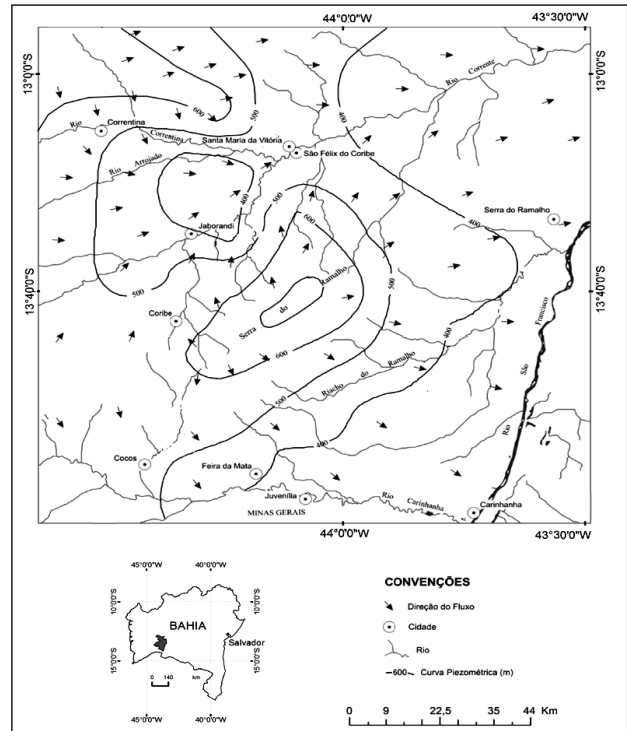 44°0'0"W 43°30'0"W
13°0'0"S
13°0'0"S
Rio Corrente
600
500
400
Rio
Correntina
Correntina
Santa Maria da Vitória
São Félix do Coribe
Rio Arrojado
400
500
600
400
Serra do Ramalho
Jaborandi
500
13°40'0"S
13°40'0"S
Serra do Ramalho
Coribe
500
400
600
Riacho do Ramalho
Rio São Francisco
500
400
Cocos
Feira da Mata
Juvenília
Rio Carinhanha
Carinhanha
MINAS GERAIS
44°0'0"W 43°30'0"W
45°0'0"W 40°0'0"W
10°0'0"S
10°0'0"S
BAHIA
Salvador
15°0'0"S
15°0'0"S
0 140 km
45°0'0"W 40°0'0"W
CONVENÇÕES
Direção do Fluxo
Cidade
Rio
600 Curva Piezométrica (m)
0 9 22,5 35 44 Km